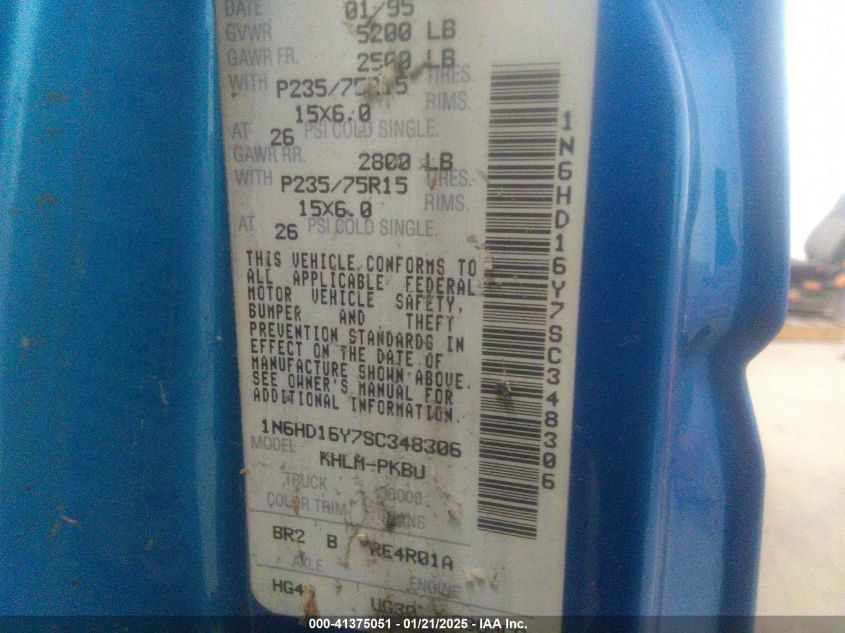 DATE 01/95
GVWR 5200 LB
GAWR FR. 2500 LB
WITH P235/75R15 TIRES.
15X6.0 RIMS.
AT 26 PSI COLD SINGLE.
GAWR RR. 2800 LB
WITH P235/75R15 TIRES.
15X6.0 RIMS.
AT 26 PSI COLD SINGLE.
THIS VEHICLE CONFORMS TO
ALL APPLICABLE FEDERAL
MOTOR VEHICLE SAFETY,
BUMPER AND THEFT
PREVENTION STANDARDS IN
EFFECT ON THE DATE OF
MANUFACTURE SHOWN ABOVE.
SEE OWNER'S MANUAL FOR
ADDITIONAL INFORMATION.
1N6HD16Y7SC348306
MODEL KHLM-PKBU
TRUCK
COLOR TRIM
BR2 B RE4R01A
AXLE ENGINE
1N6HD16Y7SC348306
000-41375051 - 01/21/2025 - IAA Inc.